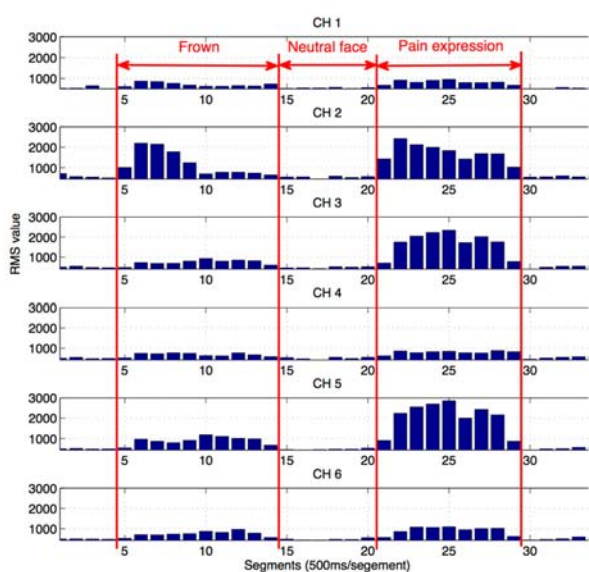 CH 1
3000
2000
1000
Frown
Neutral face
Pain expression
5 10 15 20 25 30
CH 2
3000
2000
1000
5 10 15 20 25 30
CH 3
3000
2000
1000
5 10 15 20 25 30
RMS value
CH 4
3000
2000
1000
5 10 15 20 25 30
CH 5
3000
2000
1000
5 10 15 20 25 30
CH 6
3000
2000
1000
5 10 15 20 25 30
Segments (500ms/segement)